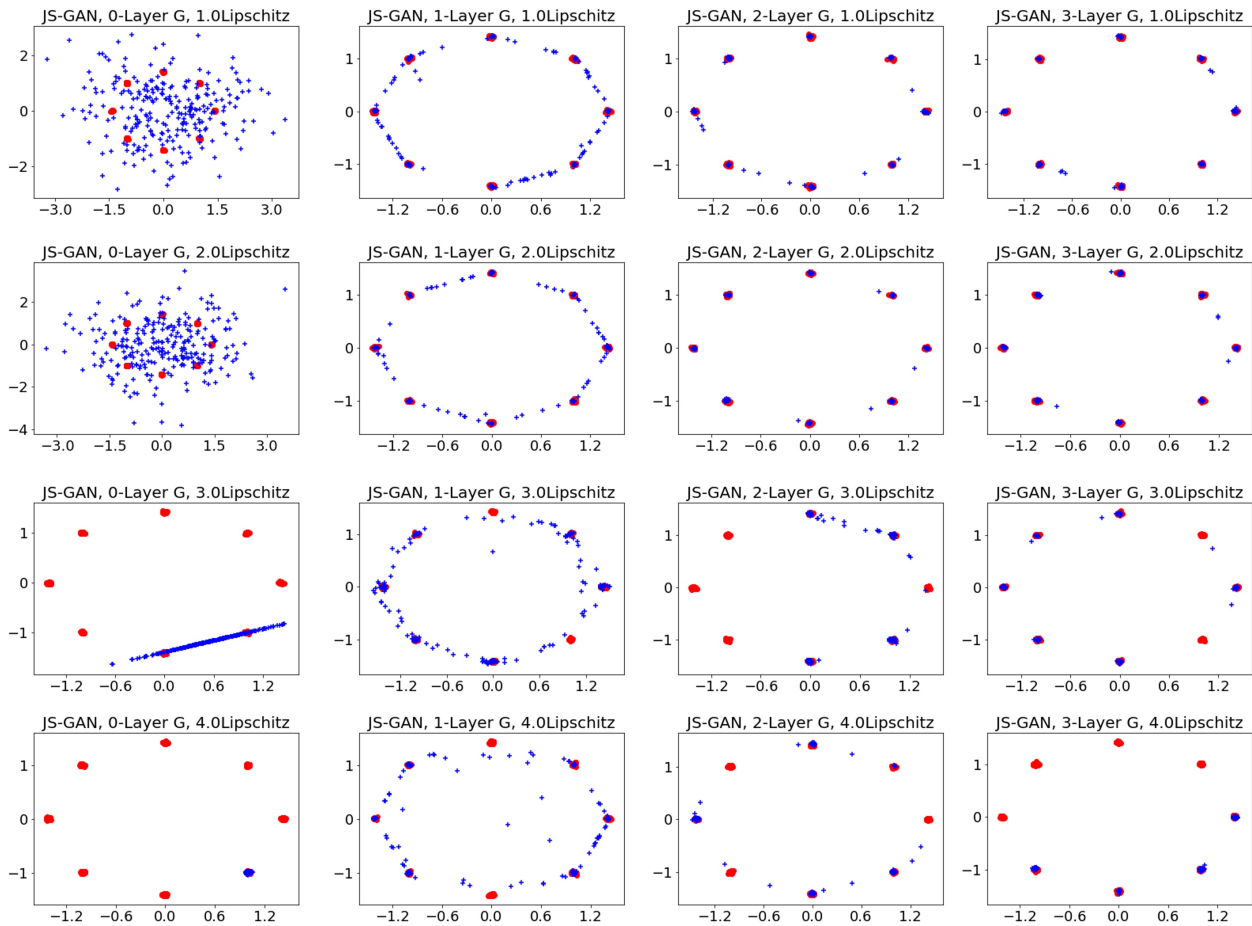 JS-GAN, 0-Layer G, 1.0Lipschitz
2
0
−2
−3.0 −1.5 0.0 1.5 3.0
JS-GAN, 1-Layer G, 1.0Lipschitz
1
0
−1
−1.2 −0.6 0.0 0.6 1.2
JS-GAN, 2-Layer G, 1.0Lipschitz
1
0
−1
−1.2 −0.6 0.0 0.6 1.2
JS-GAN, 3-Layer G, 1.0Lipschitz
1
0
−1
−1.2 −0.6 0.0 0.6 1.2
JS-GAN, 0-Layer G, 2.0Lipschitz
2
0
−2
−4
−3.0 −1.5 0.0 1.5 3.0
JS-GAN, 1-Layer G, 2.0Lipschitz
1
0
−1
−1.2 −0.6 0.0 0.6 1.2
JS-GAN, 2-Layer G, 2.0Lipschitz
1
0
−1
−1.2 −0.6 0.0 0.6 1.2
JS-GAN, 3-Layer G, 2.0Lipschitz
1
0
−1
−1.2 −0.6 0.0 0.6 1.2
JS-GAN, 0-Layer G, 3.0Lipschitz
1
0
−1
−1.2 −0.6 0.0 0.6 1.2
JS-GAN, 1-Layer G, 3.0Lipschitz
1
0
−1
−1.2 −0.6 0.0 0.6 1.2
JS-GAN, 2-Layer G, 3.0Lipschitz
1
0
−1
−1.2 −0.6 0.0 0.6 1.2
JS-GAN, 3-Layer G, 3.0Lipschitz
1
0
−1
−1.2 −0.6 0.0 0.6 1.2
JS-GAN, 0-Layer G, 4.0Lipschitz
1
0
−1
−1.2 −0.6 0.0 0.6 1.2
JS-GAN, 1-Layer G, 4.0Lipschitz
1
0
−1
−1.2 −0.6 0.0 0.6 1.2
JS-GAN, 2-Layer G, 4.0Lipschitz
1
0
−1
−1.2 −0.6 0.0 0.6 1.2
JS-GAN, 3-Layer G, 4.0Lipschitz
1
0
−1
−1.2 −0.6 0.0 0.6 1.2